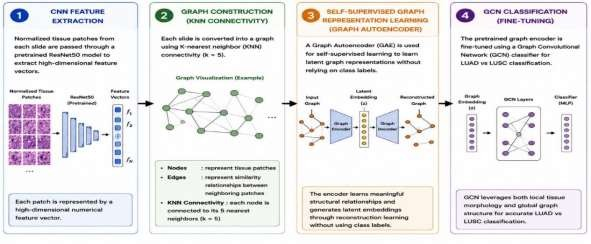 1
CNN FEATURE
EXTRACTION
Normalized tissue patches
from each slide are passed through a
pretrained ResNet50 model to
extract high-dimensional feature
vectors.
Normalized Tissue
Patches
ResNet50
(Pretrained)
Feature
Vectors
...
Each patch is represented by a
high-dimensional numerical
feature vector.
2
GRAPH CONSTRUCTION
(KNN CONNECTIVITY)
Each slide is converted into a graph
using K-nearest neighbor (KNN)
connectivity (k = 5).
Graph Visualization (Example)
• Nodes : represent tissue patches
• Edges : represent similarity
relationships between
neighboring patches
• KNN Connectivity : each node is
connected to its 5 nearest
neighbors (k = 5)
3
SELF-SUPERVISED GRAPH
REPRESENTATION LEARNING
(GRAPH AUTOENCODER)
A Graph Autoencoder (GAE) is used
for self-supervised learning to learn
latent graph representations without
relying on class labels.
Input
Graph
Latent
Embedding
(z)
Reconstructed
Graph
Graph
Encoder
Graph
Decoder
The encoder learns meaningful
structural relationships and
generates latent embeddings
through reconstruction learning
without using class labels.
4
GCN CLASSIFICATION
(FINE-TUNING)
The pretrained graph encoder is
fine-tuned using a Graph Convolutional
Network (GCN) classifier for
LUAD vs LUSC classification.
Graph
Embedding (z)
GCN Layers
Classifier
(MLP)
GCN leverages both local tissue
morphology and global graph
structure for accurate LUAD vs
LUSC classification.